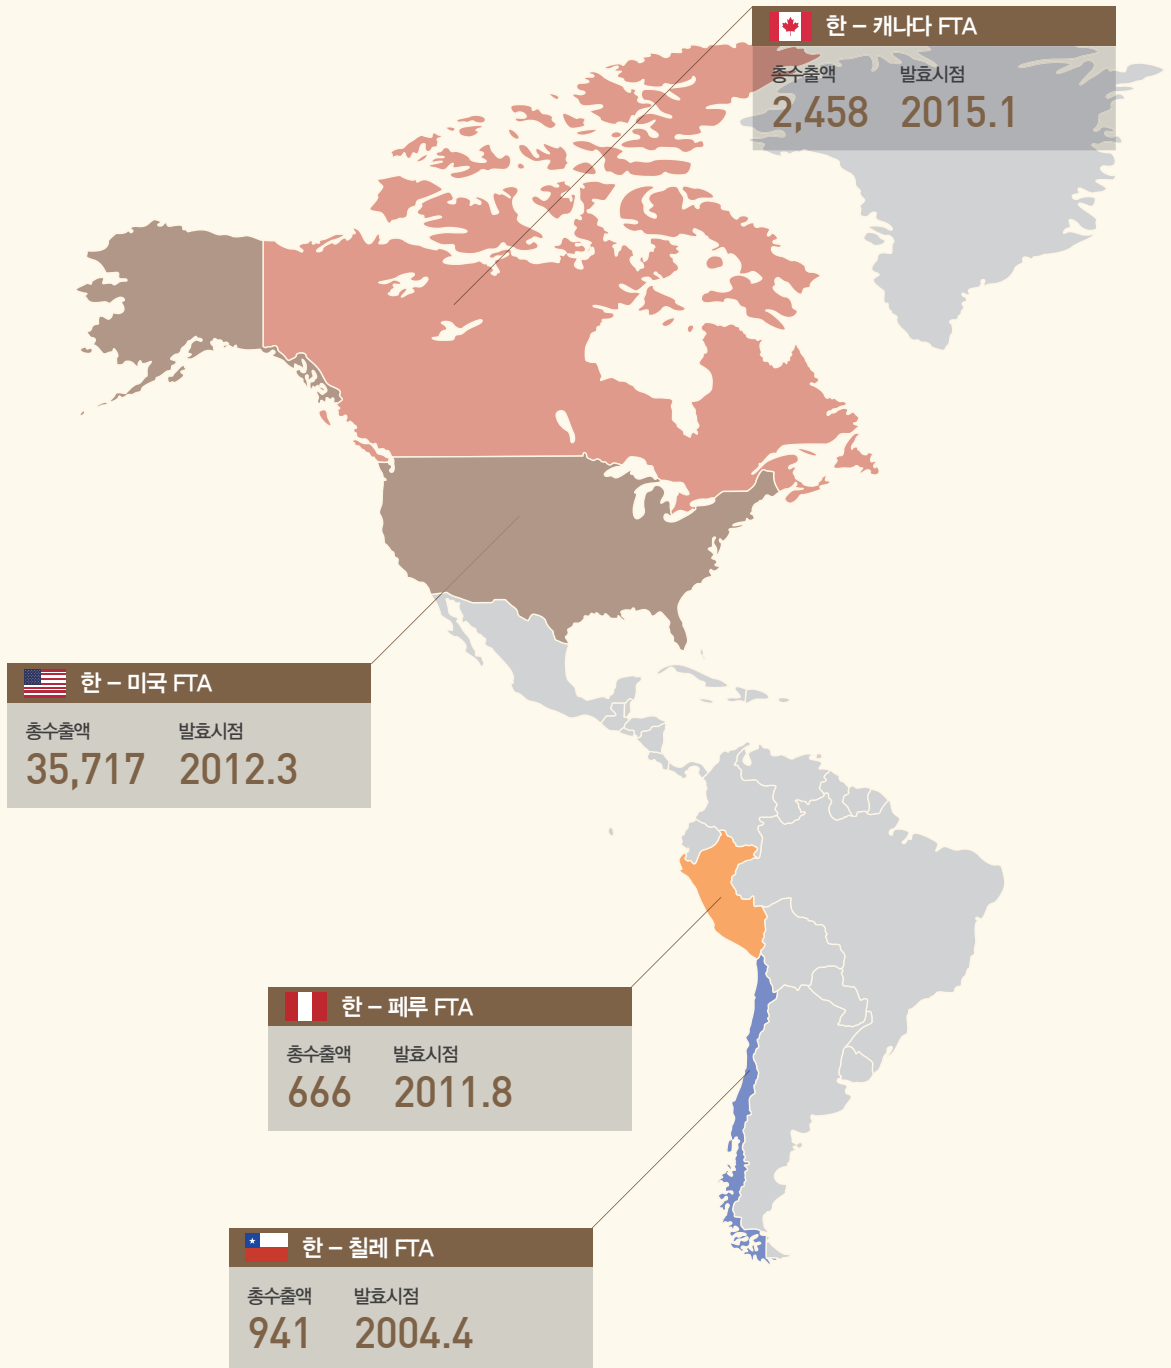 한 – 캐나다 FTA
총수출액 발효시점
2,458 2015.1
한 – 미국 FTA
총수출액 발효시점
35,717 2012.3
한 – 페루 FTA
총수출액 발효시점
666 2011.8
한 – 칠레 FTA
총수출액 발효시점
941 2004.4